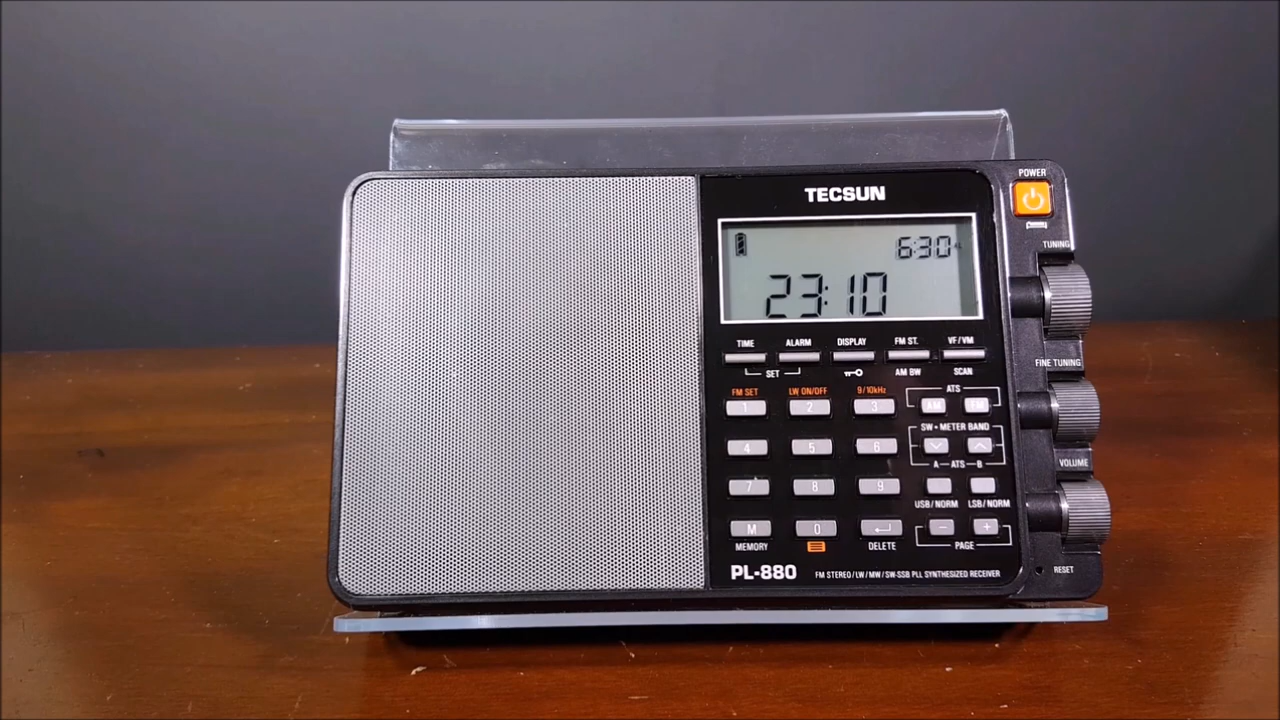 POWER
TECSUN
TUNING
6:30
23:10
TIME ALARM DISPLAY FM ST. VF/VM
FINE TUNING
SET AM BW SCAN
FM SET LW ON/OFF 9/10kHz ATS
1 2 3 AM FM
SW • METER BAND
4 5 6
A ATS B
VOLUME
7 8 9
USB/NORM LSB/NORM
M 0 - +
MEMORY DELETE PAGE
PL-880 FM STEREO/LW/MW/SW-SSB PLL SYNTHESIZED RECEIVER
RESET